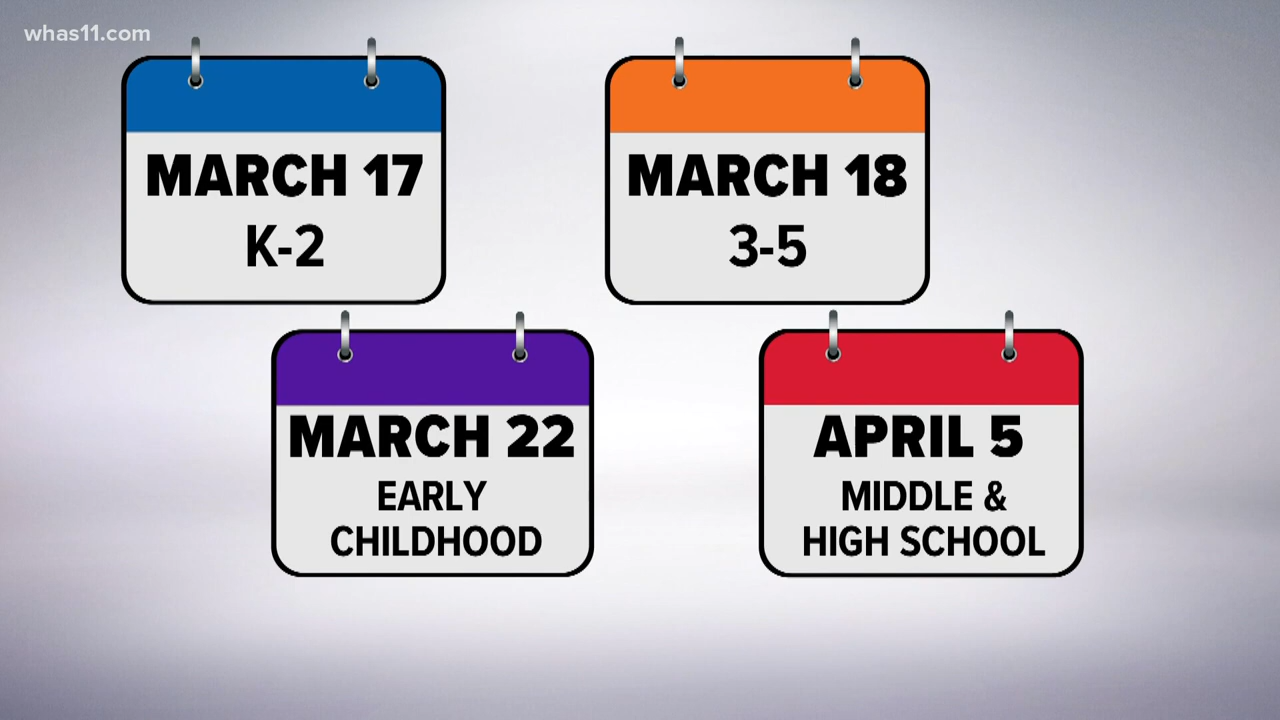 whas11.com
MARCH 17
K-2
MARCH 18
3-5
MARCH 22
EARLY
CHILDHOOD
APRIL 5
MIDDLE &
HIGH SCHOOL